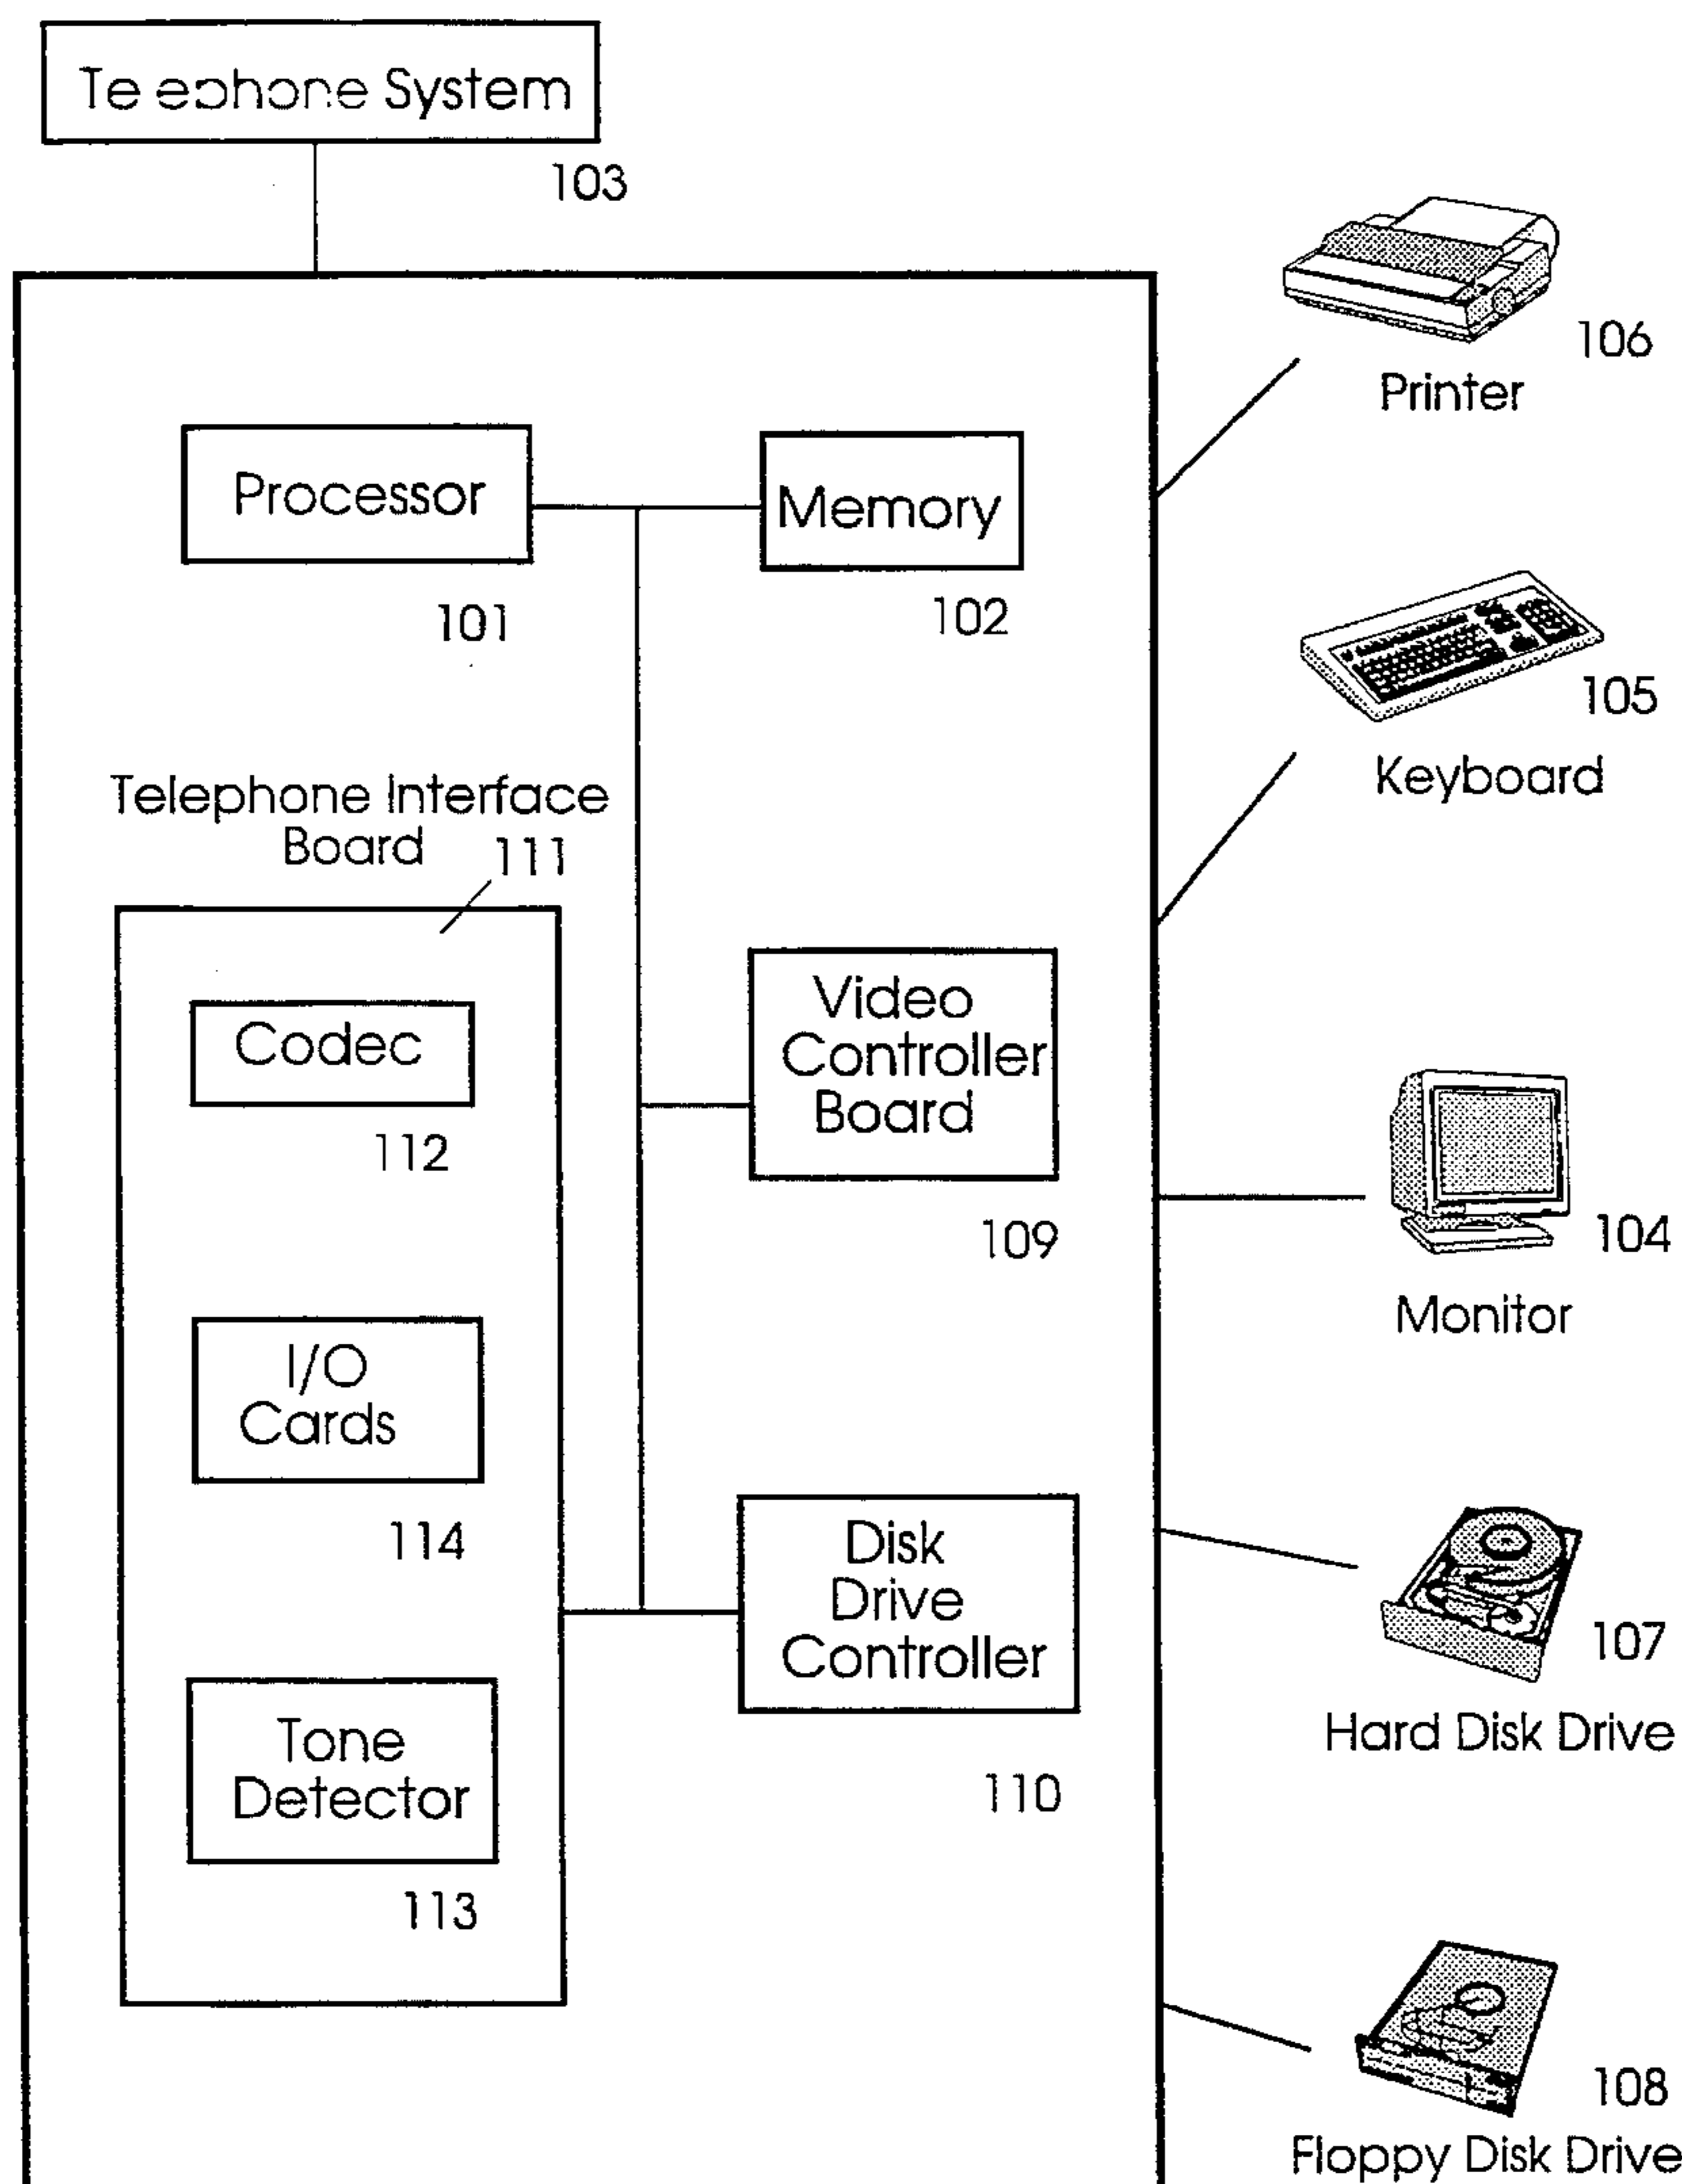 Telephone System
103
106
Printer
Processor
Memory
101
102
105
Keyboard
Telephone Interface
Board
111
Codec
112
Video
Controller
Board
109
104
Monitor
I/O
Cards
114
Disk
Drive
Controller
110
107
Hard Disk Drive
Tone
Detector
113
108
Floppy Disk Drive